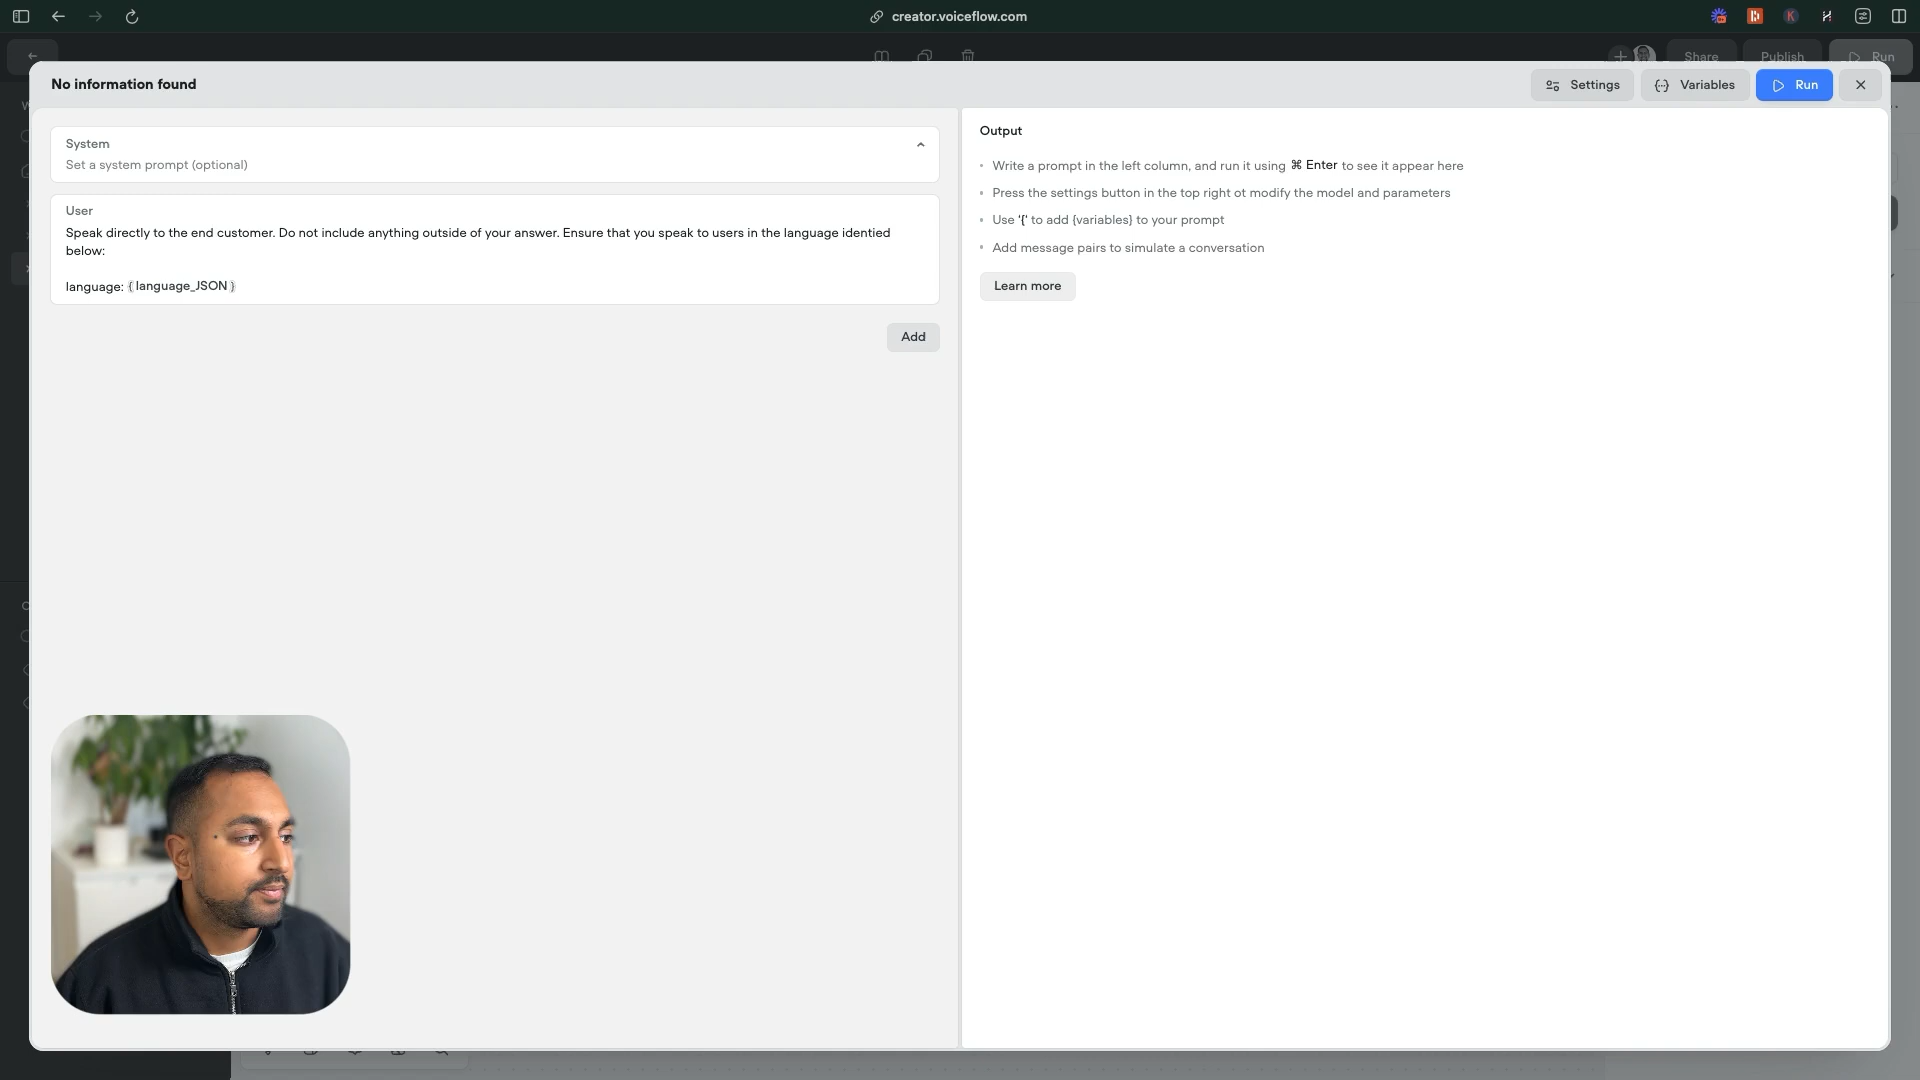 creator.voiceflow.com
Share
Publish
Run
No information found
Settings
Variables
Run
System
Set a system prompt (optional)
User
Speak directly to the end customer. Do not include anything outside of your answer. Ensure that you speak to users in the language identied
below:
language: { language_JSON }
Add
Output
Write a prompt in the left column, and run it using ⌘ Enter to see it appear here
Press the settings button in the top right ot modify the model and parameters
Use '{' to add {variables} to your prompt
Add message pairs to simulate a conversation
Learn more